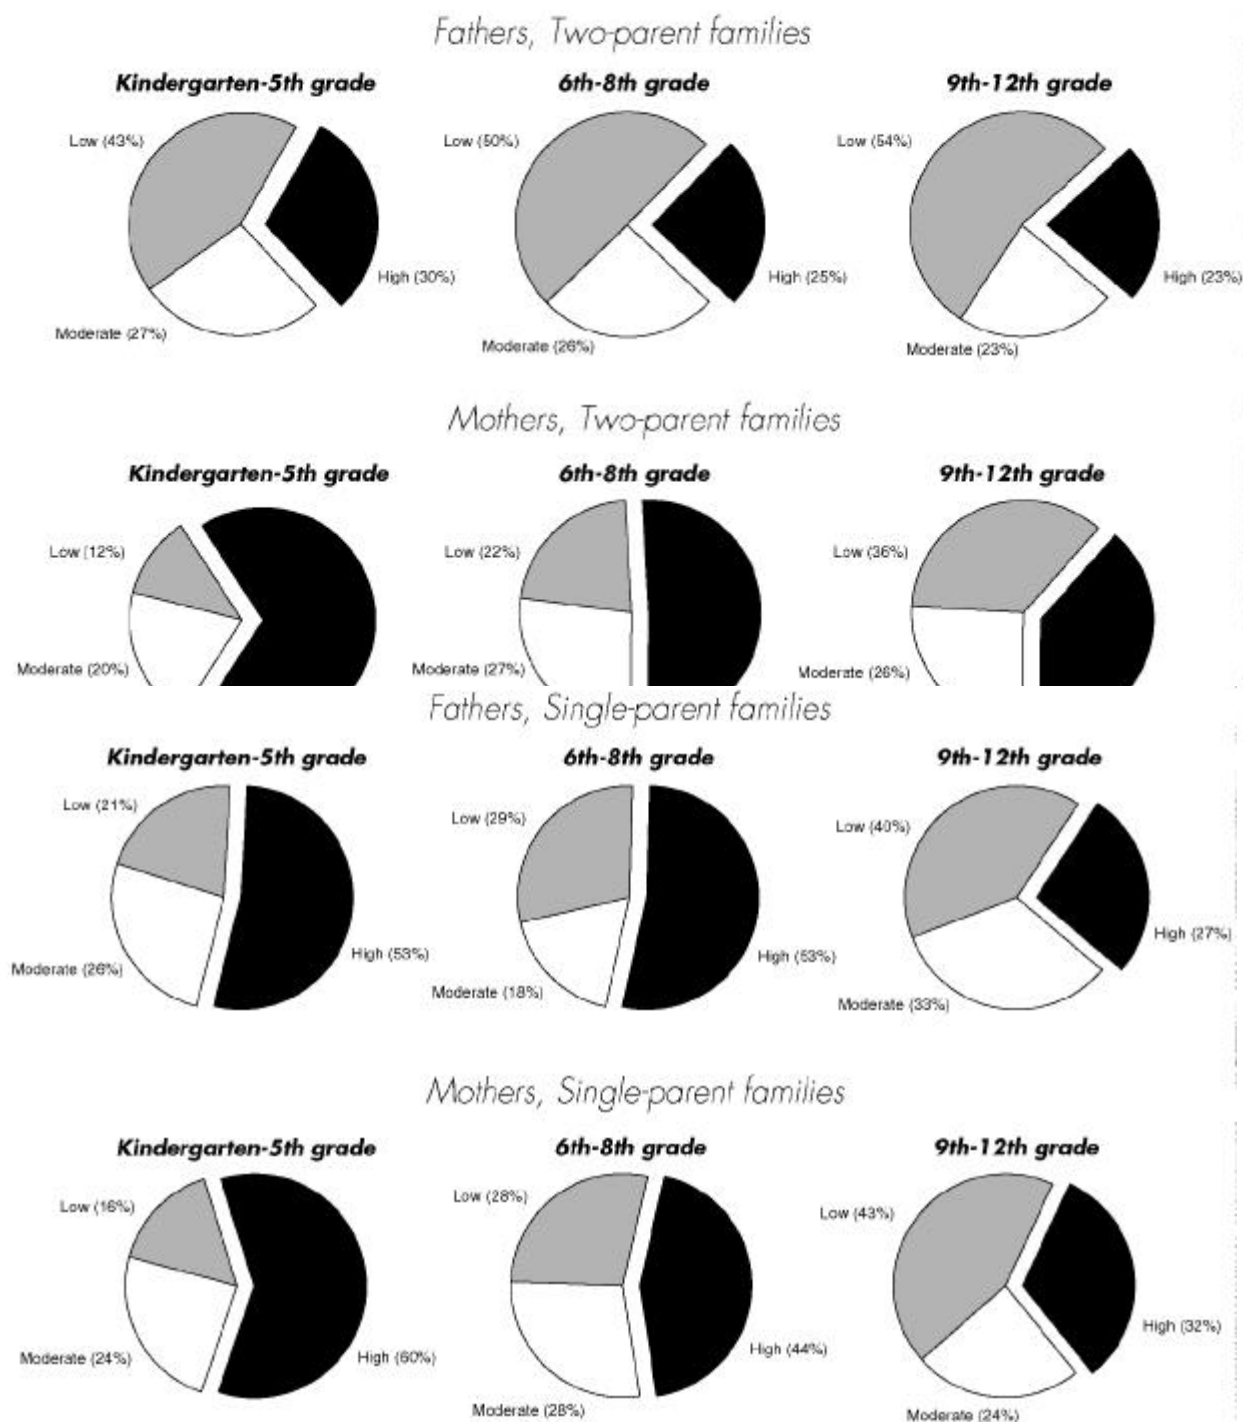 Fathers, Two-parent families
Kindergarten-5th grade 6th-8th grade 9th-12th grade
Low (43%) Low (50%) Low (54%)
High (30%) High (25%) High (23%)
Moderate (27%) Moderate (26%) Moderate (23%)
Mothers, Two-parent families
Kindergarten-5th grade 6th-8th grade 9th-12th grade
Low (12%) Low (22%) Low (36%)
Moderate (20%) Moderate (27%) Moderate (26%)
Fathers, Single-parent families
Kindergarten-5th grade 6th-8th grade 9th-12th grade
Low (21%) Low (29%) Low (40%)
High (53%) High (53%) High (27%)
Moderate (26%) Moderate (18%) Moderate (33%)
Mothers, Single-parent families
Kindergarten-5th grade 6th-8th grade 9th-12th grade
Low (16%) Low (28%) Low (43%)
Moderate (24%) High (60%) High (44%) High (32%)
Moderate (28%) Moderate (24%)